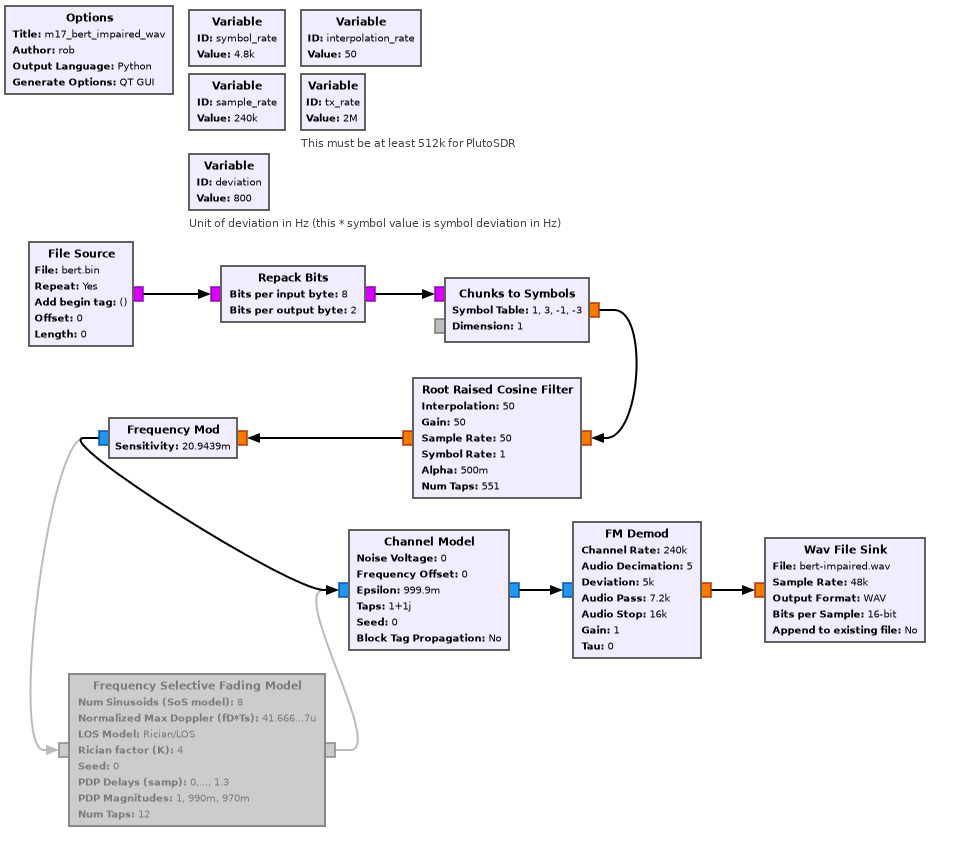 Options
Title: m17_bert_impaired_wav
Author: rob
Output Language: Python
Generate Options: QT GUI
Variable
ID: symbol_rate
Value: 4.8k
Variable
ID: interpolation_rate
Value: 50
Variable
ID: sample_rate
Value: 240k
Variable
ID: tx_rate
Value: 2M
This must be at least 512k for PlutoSDR
Variable
ID: deviation
Value: 800
Unit of deviation in Hz (this * symbol value is symbol deviation in Hz)
File Source
File: bert.bin
Repeat: Yes
Add begin tag: ()
Offset: 0
Length: 0
Repack Bits
Bits per input byte: 8
Bits per output byte: 2
Chunks to Symbols
Symbol Table: 1, 3, -1, -3
Dimension: 1
Root Raised Cosine Filter
Interpolation: 50
Gain: 50
Sample Rate: 50
Symbol Rate: 1
Alpha: 500m
Num Taps: 551
Frequency Mod
Sensitivity: 20.9439m
Channel Model
Noise Voltage: 0
Frequency Offset: 0
Epsilon: 999.9m
Taps: 1+1j
Seed: 0
Block Tag Propagation: No
FM Demod
Channel Rate: 240k
Audio Decimation: 5
Deviation: 5k
Audio Pass: 7.2k
Audio Stop: 16k
Gain: 1
Tau: 0
Wav File Sink
File: bert-impaired.wav
Sample Rate: 48k
Output Format: WAV
Bits per Sample: 16-bit
Append to existing file: No
Frequency Selective Fading Model
Num Sinusoids (SoS model): 8
Normalized Max Doppler (fD*Ts): 41.666...7u
LOS Model: Rician/LOS
Rician factor (K): 4
Seed: 0
PDP Delays (samp): 0,..., 1.3
PDP Magnitudes: 1, 990m, 970m
Num Taps: 12